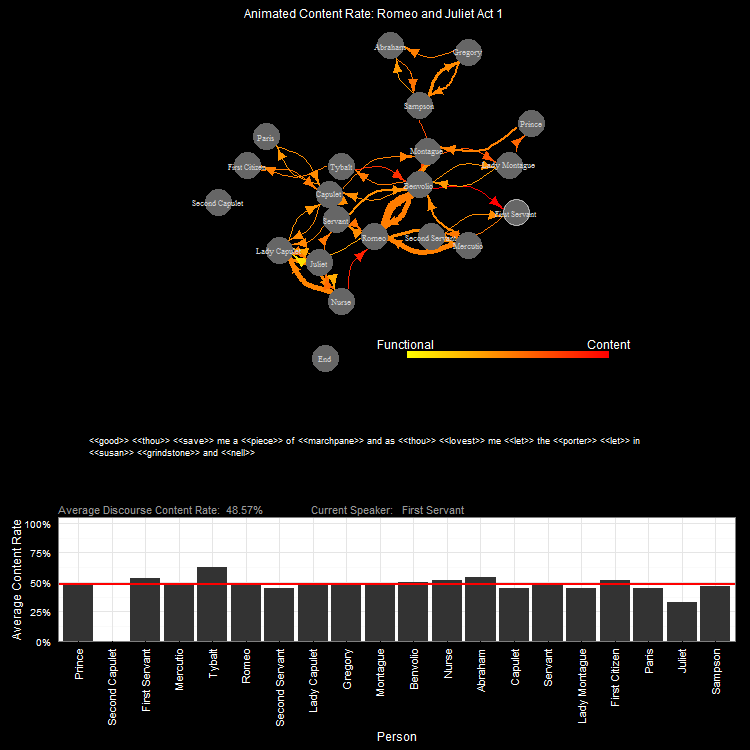 Animated Content Rate: Romeo and Juliet Act 1
Abraham
Gregory
Sampson
Prince
Paris
Montague
First Citizen
Tybalt
Lady Montague
Benvolio
Capulet
Second Capulet
First Servant
Servant
Romeo
Second Servant
Mercutio
Lady Capulet
Juliet
Nurse
Functional
Content
End
<<good>> <<thou>> <<save>> me a <<piece>> of <<marchpane>> and as <<thou>> <<lovest>> me <<let>> the <<porter>> <<let>> in
<<susan>> <<grindstone>> and <<nell>>
Average Discourse Content Rate: 48.57%
Current Speaker: First Servant
Average Content Rate
100%
75%
50%
25%
0%
Prince
Second Capulet
First Servant
Mercutio
Tybalt
Romeo
Second Servant
Lady Capulet
Gregory
Montague
Benvolio
Nurse
Abraham
Capulet
Servant
Lady Montague
First Citizen
Paris
Juliet
Sampson
Person